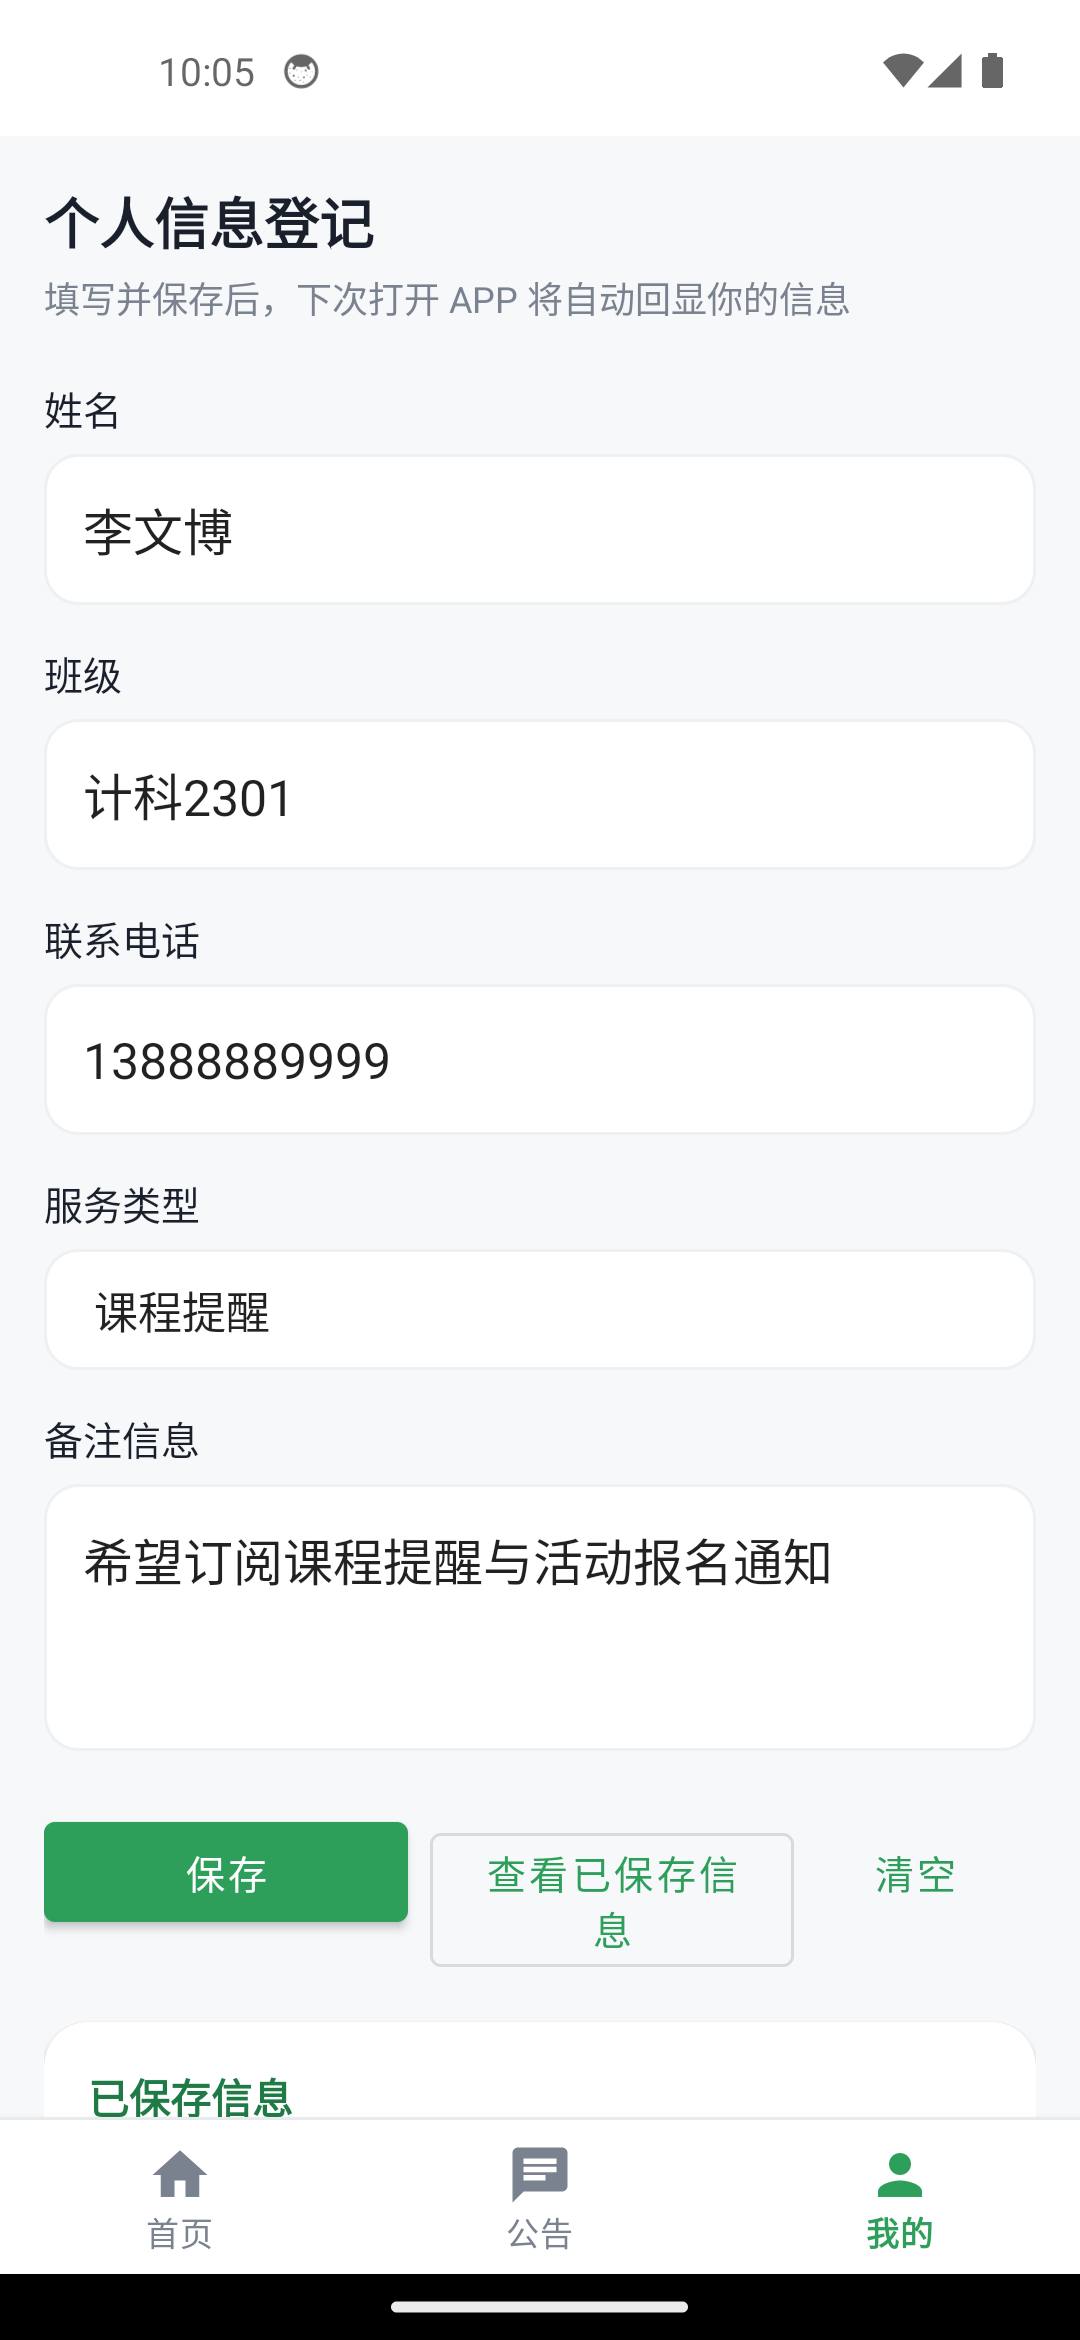 10:05
个人信息登记
填写并保存后，下次打开 APP 将自动回显你的信息
姓名
李文博
班级
计科2301
联系电话
13888889999
服务类型
课程提醒
备注信息
希望订阅课程提醒与活动报名通知
保存
查看已保存信
息
清空
已保存信息
首页
公告
我的